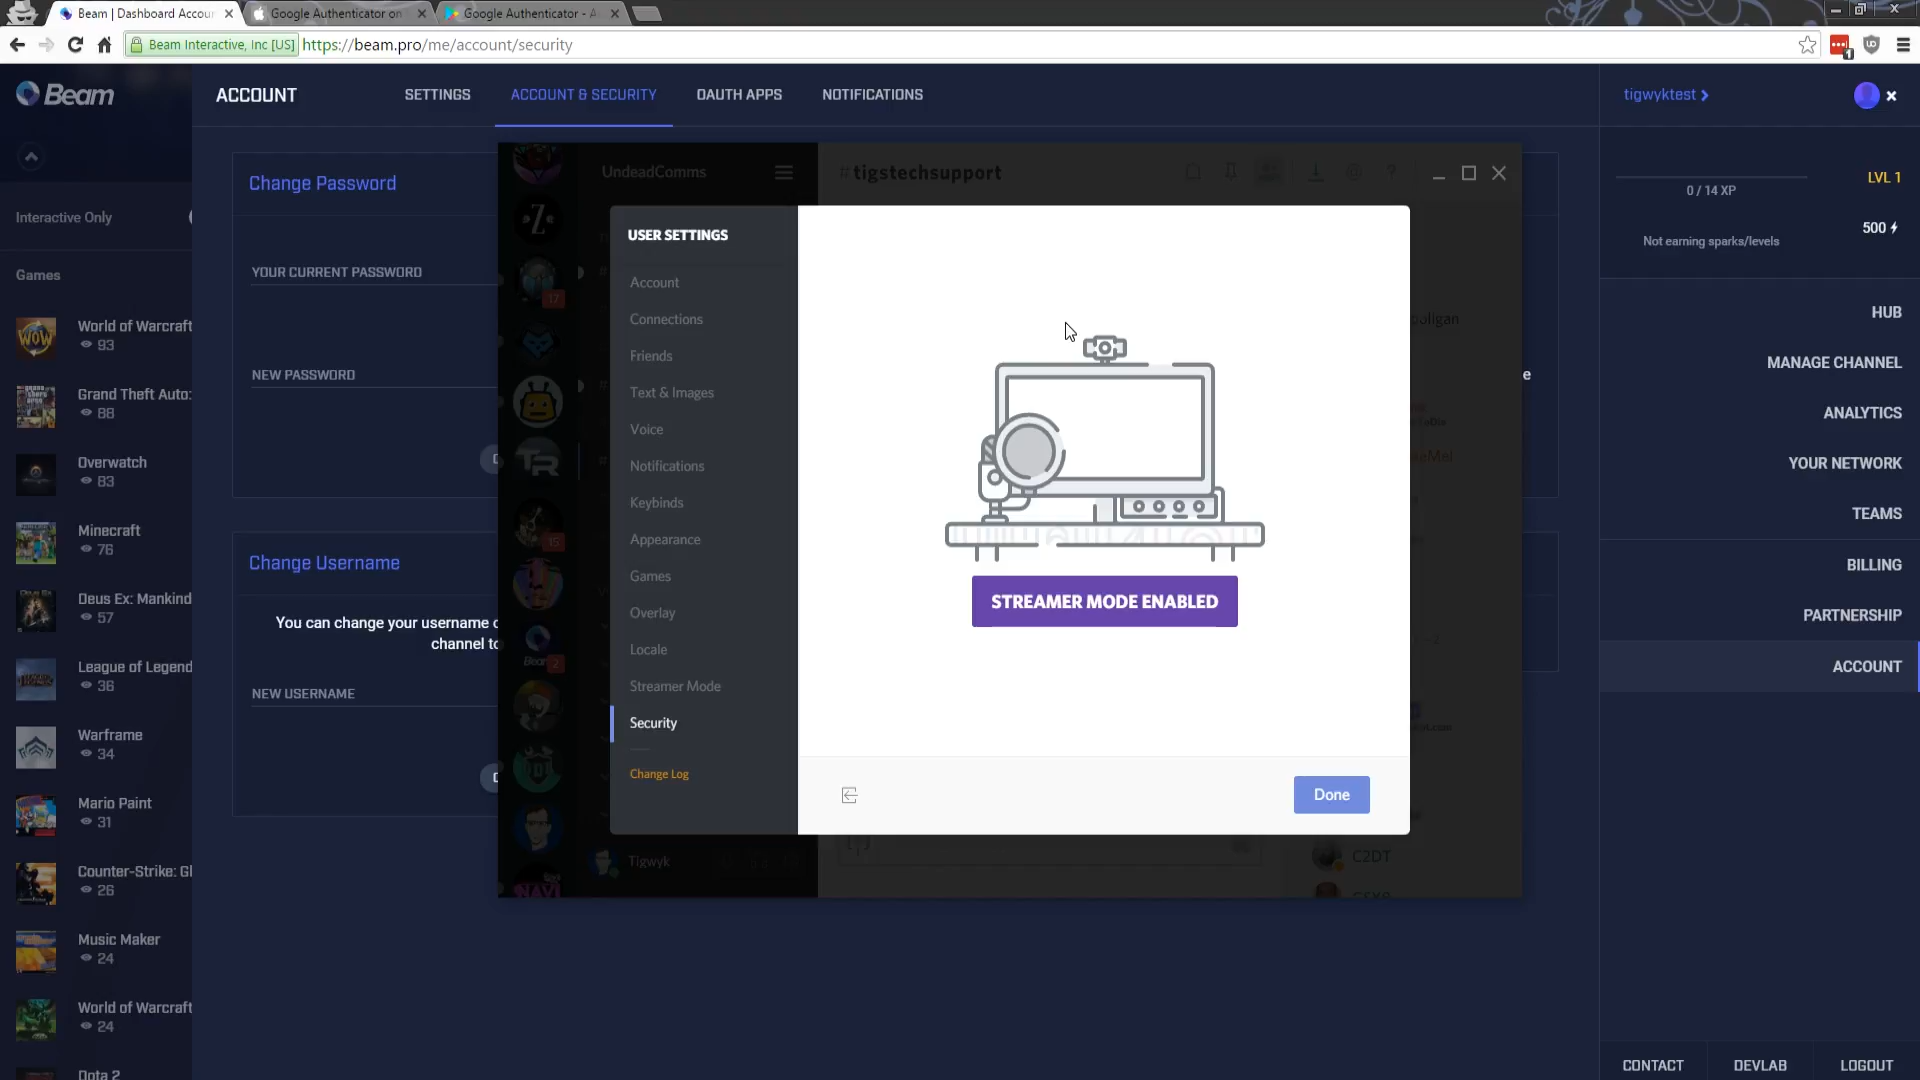 Beam | Dashboard Accou
Google Authenticator on
Google Authenticator - A
Beam Interactive, Inc [US]
https://beam.pro/me/account/security
Beam
ACCOUNT
SETTINGS
ACCOUNT & SECURITY
OAUTH APPS
NOTIFICATIONS
tigwyktest
Interactive Only
Games
World of Warcraft
93
Grand Theft Auto:
88
Overwatch
83
Minecraft
76
Deus Ex: Mankind
57
League of Legend
36
Warframe
34
Mario Paint
31
Counter-Strike: Gl
26
Music Maker
24
World of Warcraft
24
Dota 2
Change Password
YOUR CURRENT PASSWORD
NEW PASSWORD
Change Username
You can change your username o
channel to
NEW USERNAME
UndeadComms
#tigstechsupport
17
15
Beam
2
NAVI
Tigwyk
USER SETTINGS
Account
Connections
Friends
Text & Images
Voice
Notifications
Keybinds
Appearance
Games
Overlay
Locale
Streamer Mode
Security
Change Log
STREAMER MODE ENABLED
Done
C2DT
LVL 1
0 / 14 XP
500
Not earning sparks/levels
HUB
MANAGE CHANNEL
ANALYTICS
YOUR NETWORK
TEAMS
BILLING
PARTNERSHIP
ACCOUNT
CONTACT
DEVLAB
LOGOUT